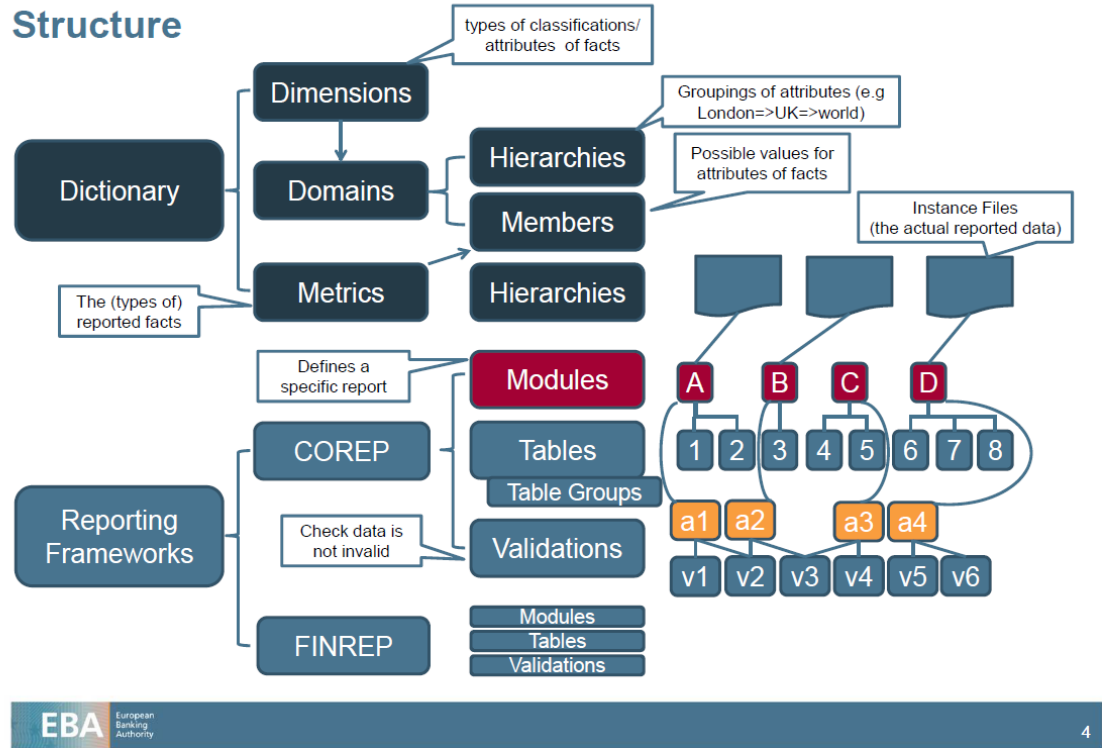 Structure
types of classifications/
attributes of facts
Dimensions
Groupings of attributes (e.g
London=>UK=>world)
Hierarchies
Possible values for
attributes of facts
Dictionary
Domains
Members
Instance Files
(the actual reported data)
Metrics
Hierarchies
The (types of)
reported facts
Defines a
specific report
Modules
A B C D
COREP
Tables
1 2 3 4 5 6 7 8
Table Groups
Reporting
Frameworks
Check data is
not invalid
Validations
a1 a2 a3 a4
v1 v2 v3 v4 v5 v6
FINREP
Modules
Tables
Validations
EBA
European
Banking
Authority
4